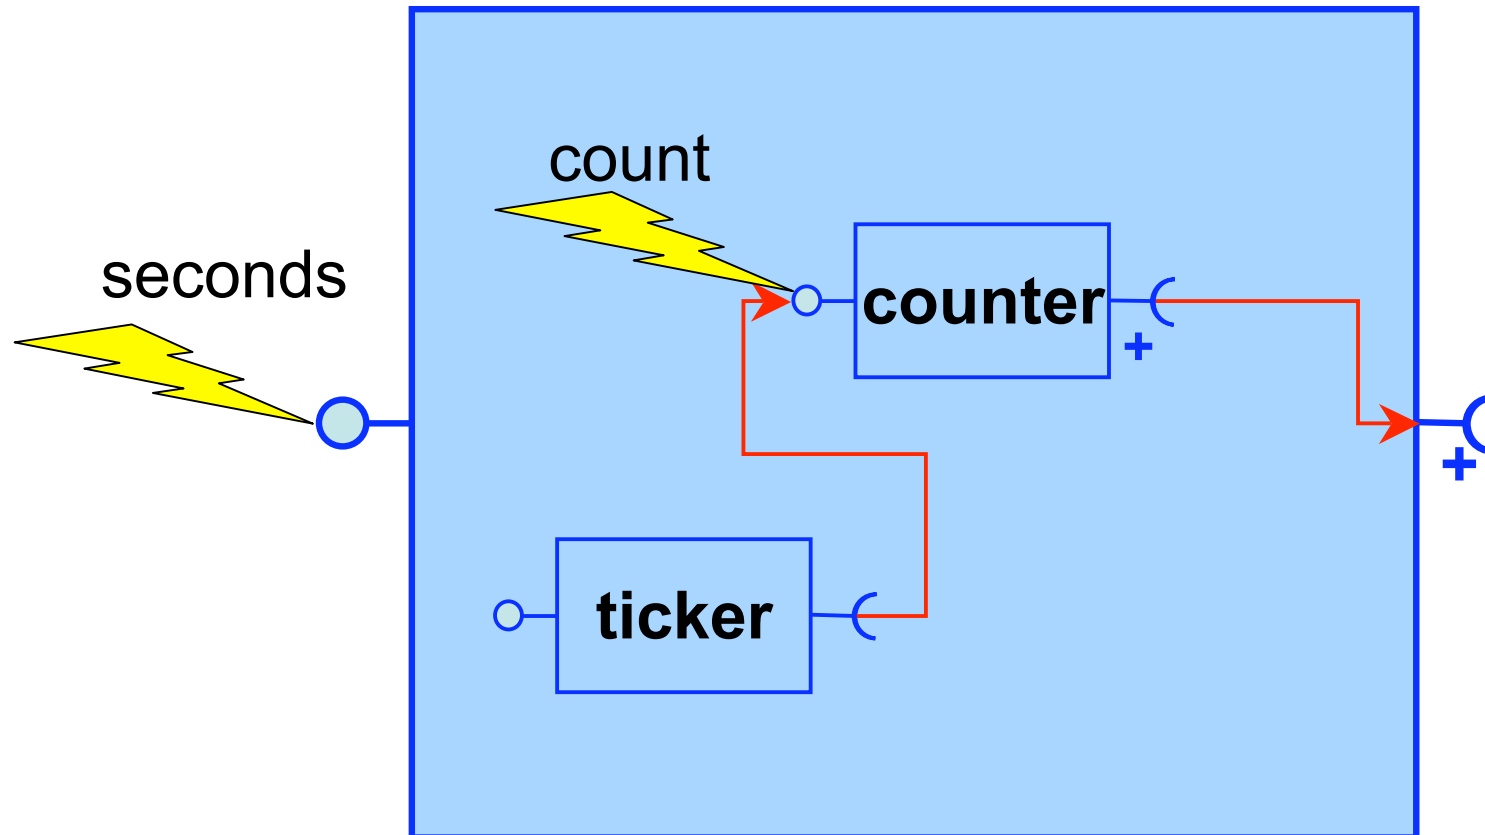 count
seconds
counter
+
+
ticker